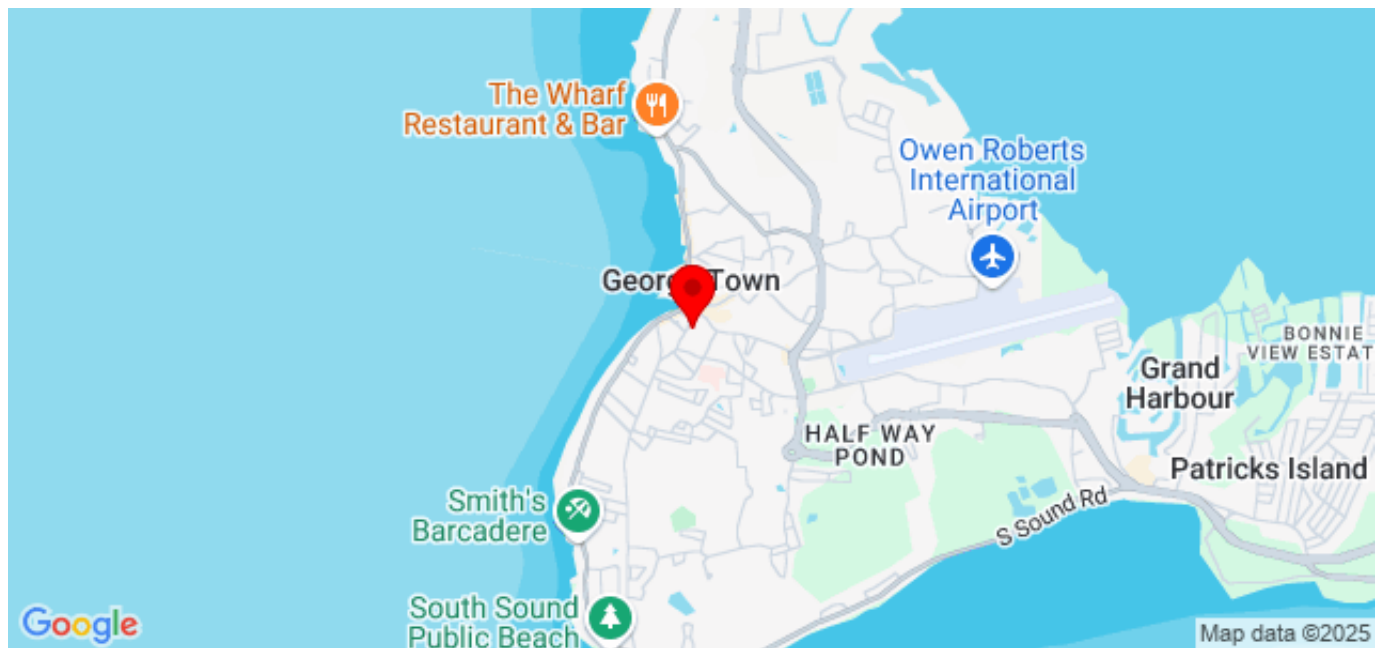 The Wharf
Restaurant & Bar
Owen Roberts
International
Airport
George Town
BONNIE
VIEW ESTAT
Grand
Harbour
HALF WAY
POND
Patricks Island
Smith's
Barcadere
S Sound Rd
South Sound
Public Beach
Google
Map data ©2025